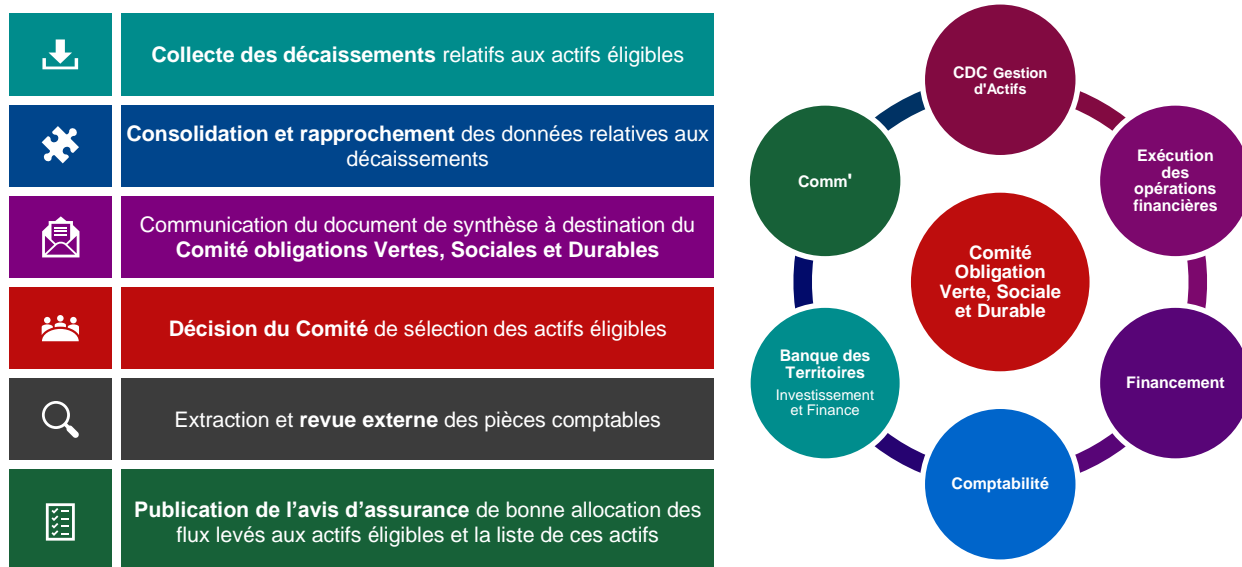 Collecte des décaissements relatifs aux actifs éligibles
Consolidation et rapprochement des données relatives aux
décaissements
Communication du document de synthèse à destination du
Comité obligations Vertes, Sociales et Durables
Décision du Comité de sélection des actifs éligibles
Extraction et revue externe des pièces comptables
Publication de l’avis d’assurance de bonne allocation des
flux levés aux actifs éligibles et la liste de ces actifs
CDC Gestion
d'Actifs
Exécution
des
opérations
financières
Financement
Comptabilité
Banque des
Territoires
Investissement
et Finance
Comm'
Comité
Obligation
Verte, Sociale
et Durable